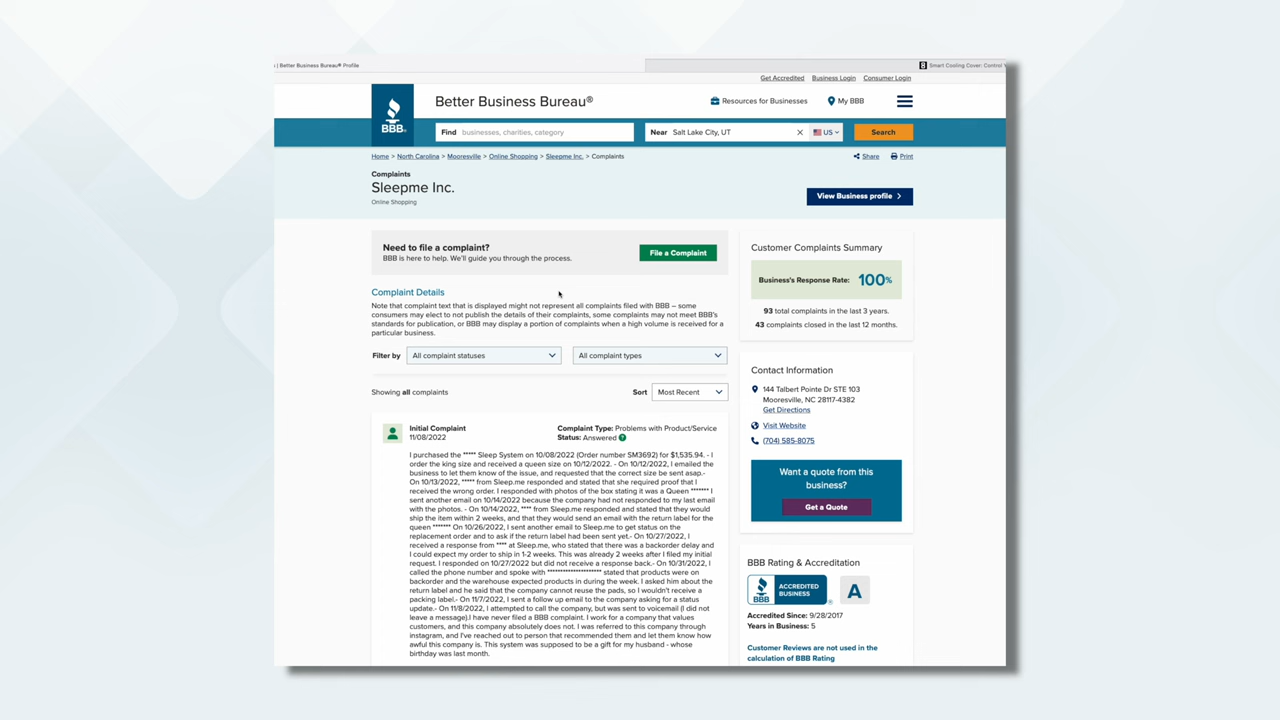 | Better Business Bureau® Profile
Smart Cooling Cover: Control
Get Accredited Business Login Consumer Login
BBB
Better Business Bureau®
Resources for Businesses
My BBB
Find businesses, charities, category
Near Salt Lake City, UT
US
Search
Home > North Carolina > Mooresville > Online Shopping > Sleepme Inc. > Complaints
Share
Print
Complaints
Sleepme Inc.
Online Shopping
View Business profile
Need to file a complaint?
BBB is here to help. We'll guide you through the process.
File a Complaint
Complaint Details
Note that complaint text that is displayed might not represent all complaints filed with BBB – some
consumers may elect to not publish the details of their complaints, some complaints may not meet BBB's
standards for publication, or BBB may display a portion of complaints when a high volume is received for a
particular business.
Filter by
All complaint statuses
All complaint types
Showing all complaints
Sort
Most Recent
Initial Complaint
11/08/2022
Complaint Type: Problems with Product/Service
Status: Answered ?
I purchased the ***** Sleep System on 10/08/2022 (Order number SM3692) for $1,535.94. - I
order the king size and received a queen size on 10/12/2022. - On 10/12/2022, I emailed the
business to let them know of the issue, and requested that the correct size be sent asap.-
On 10/13/2022, ***** from Sleep.me responded and stated that she required proof that I
received the wrong order. I responded with photos of the box stating it was a Queen ******* I
sent another email on 10/14/2022 because the company had not responded to my last email
with the photos. - On 10/14/2022, **** from Sleep.me responded and stated that they would
ship the item within 2 weeks, and that they would send an email with the return label for the
queen ******* On 10/26/2022, I sent another email to Sleep.me to get status on the
replacement order and to ask if the return label had been sent yet.- On 10/27/2022, I
received a response from **** at Sleep.me, who stated that there was a backorder delay and
I could expect my order to ship in 1-2 weeks. This was already 2 weeks after I filed my initial
request. I responded on 10/27/2022 but did not receive a response back.- On 10/31/2022, I
called the phone number and spoke with ********************* stated that products were on
backorder and the warehouse expected products in during the week. I asked him about the
return label and he said that the company cannot reuse the pads, so I wouldn't receive a
packing label.- On 11/7/2022, I sent a follow up email to the company asking for a status
update.- On 11/8/2022, I attempted to call the company, but was sent to voicemail (I did not
leave a message).I have never filed a BBB complaint. I work for a company that values
customers, and this company absolutely does not. I was referred to this company through
instagram, and I've reached out to person that recommended them and let them know how
awful this company is. This system was supposed to be a gift for my husband - whose
birthday was last month.
Customer Complaints Summary
Business's Response Rate: 100%
93 total complaints in the last 3 years.
43 complaints closed in the last 12 months.
Contact Information
144 Talbert Pointe Dr STE 103
Mooresville, NC 28117-4382
Get Directions
Visit Website
(704) 585-8075
Want a quote from this
business?
Get a Quote
BBB Rating & Accreditation
BBB
ACCREDITED
BUSINESS
A
Accredited Since: 9/28/2017
Years in Business: 5
Customer Reviews are not used in the
calculation of BBB Rating